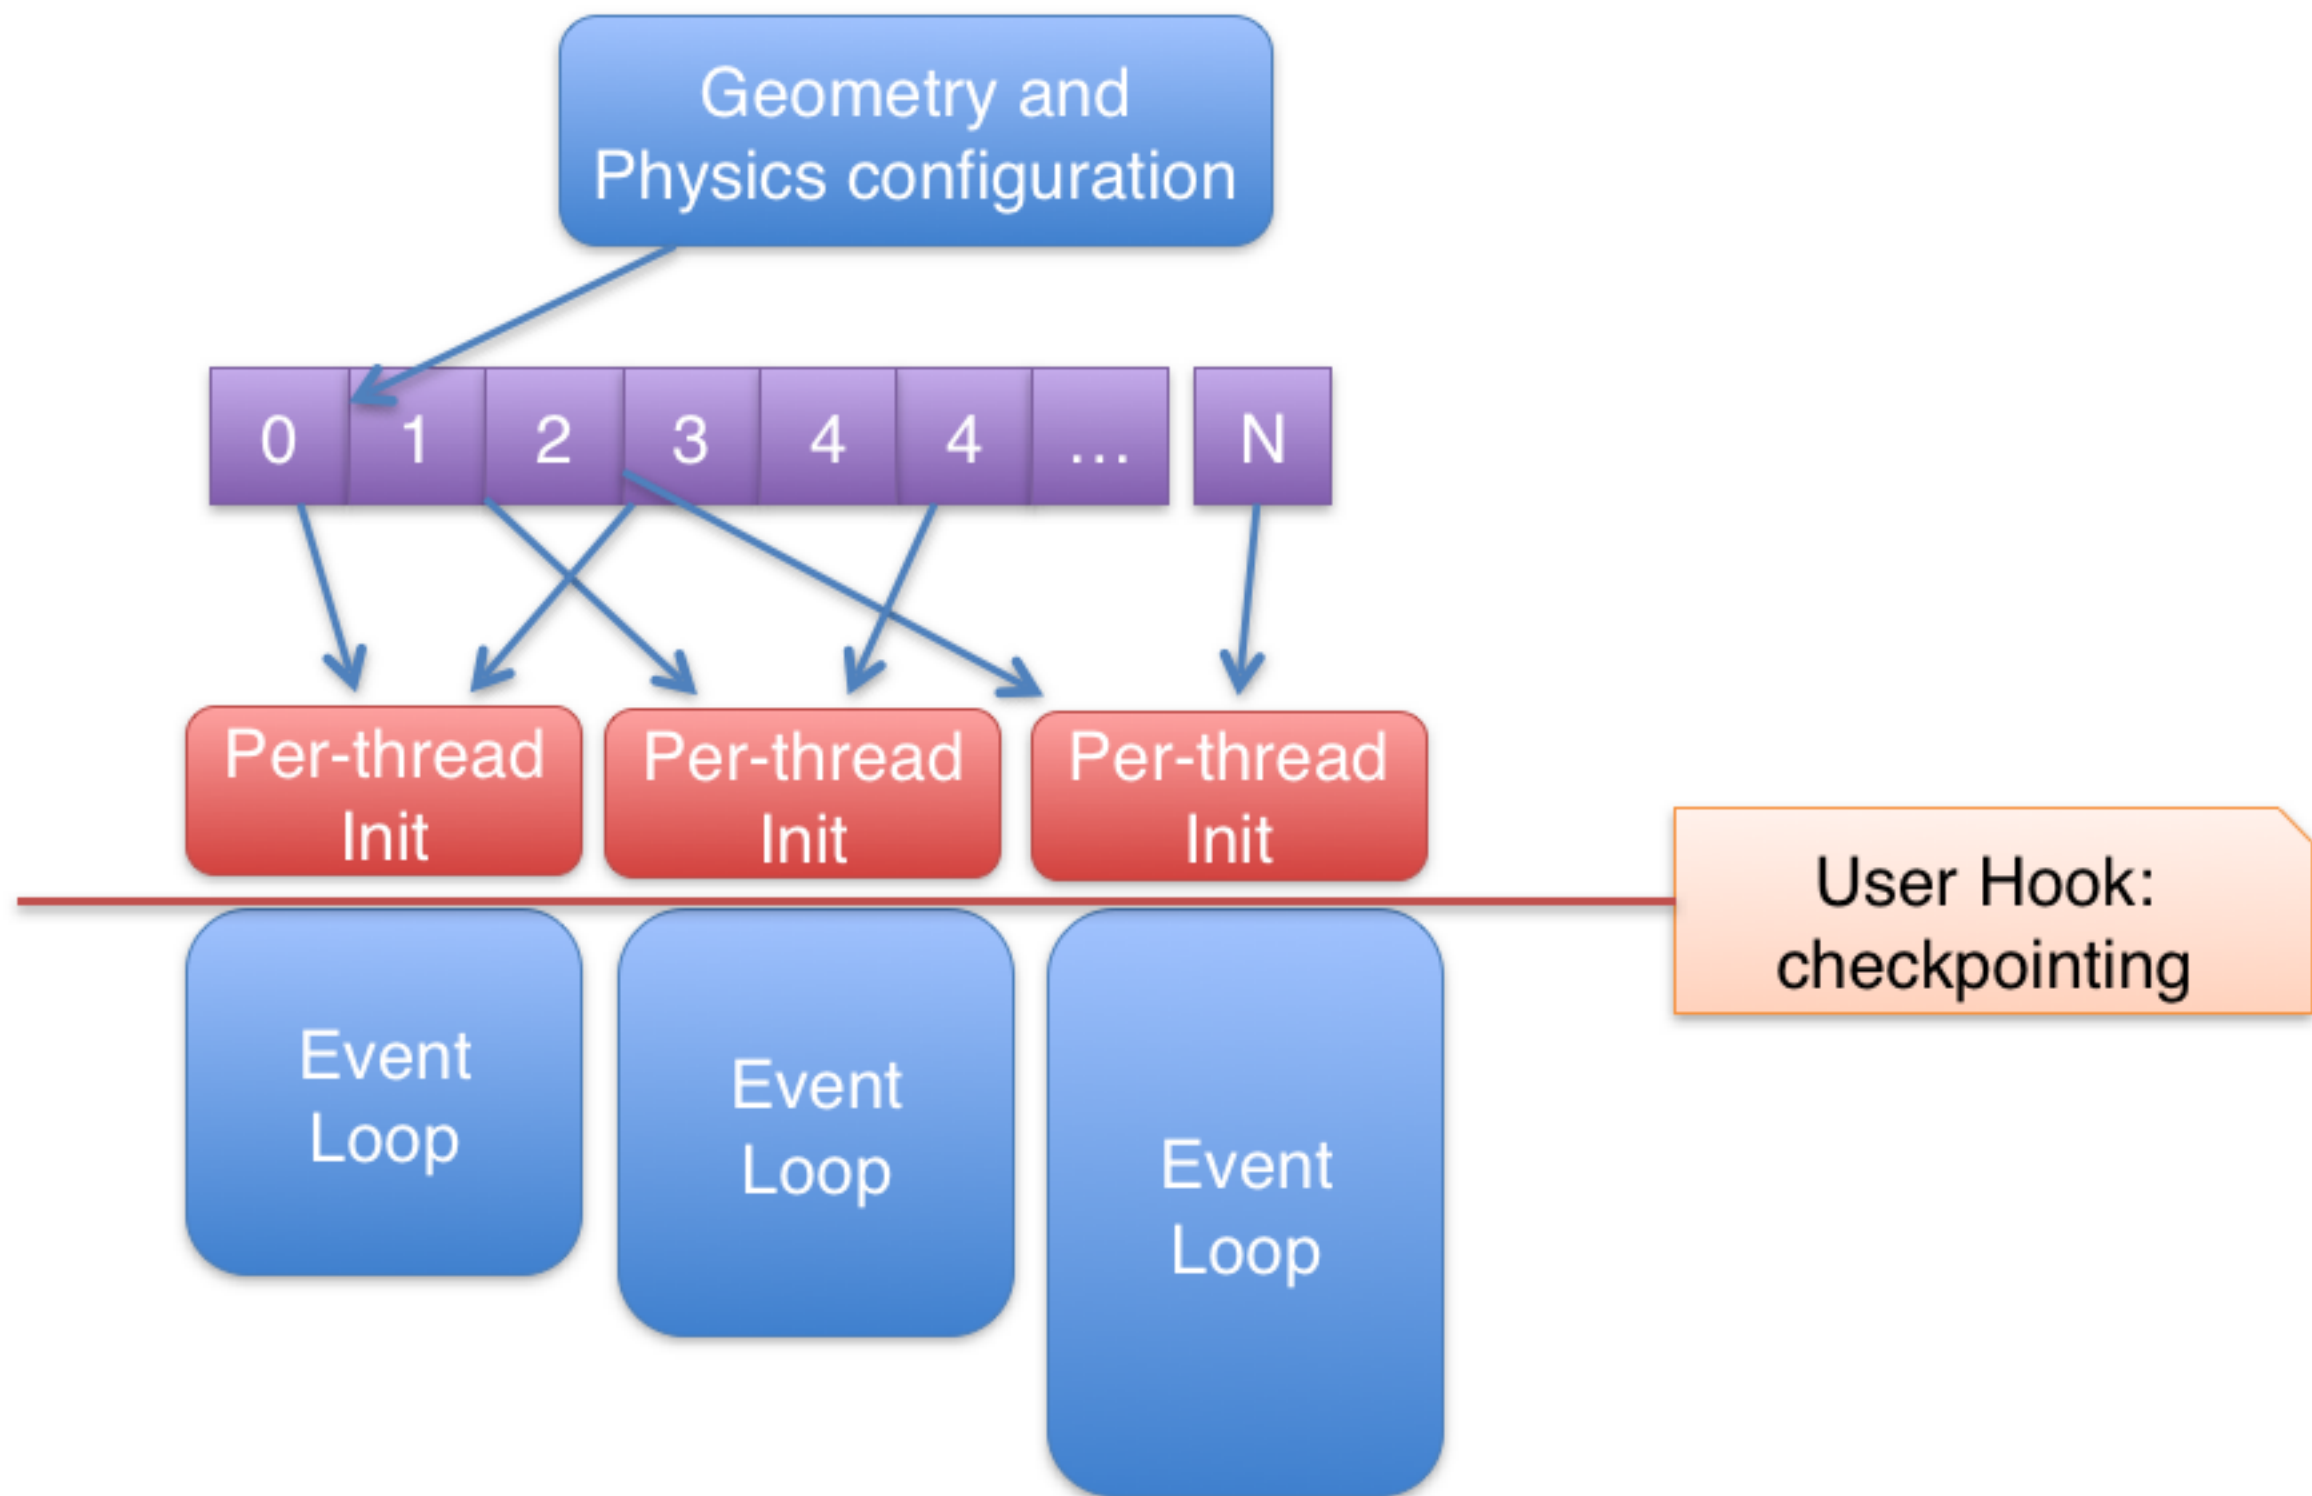 Geometry and
Physics configuration
0 1 2 3 4 4 ... N
Per-thread
Init
Per-thread
Init
Per-thread
Init
User Hook:
checkpointing
Event
Loop
Event
Loop
Event
Loop